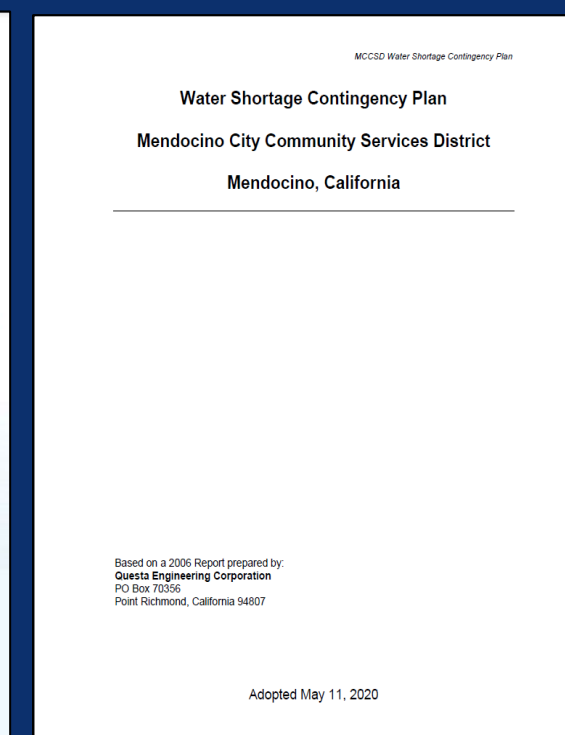 MCCSD Water Shortage Contingency Plan
Water Shortage Contingency Plan
Mendocino City Community Services District
Mendocino, California
Based on a 2006 Report prepared by:
Questa Engineering Corporation
PO Box 70356
Point Richmond, California 94807
Adopted May 11, 2020